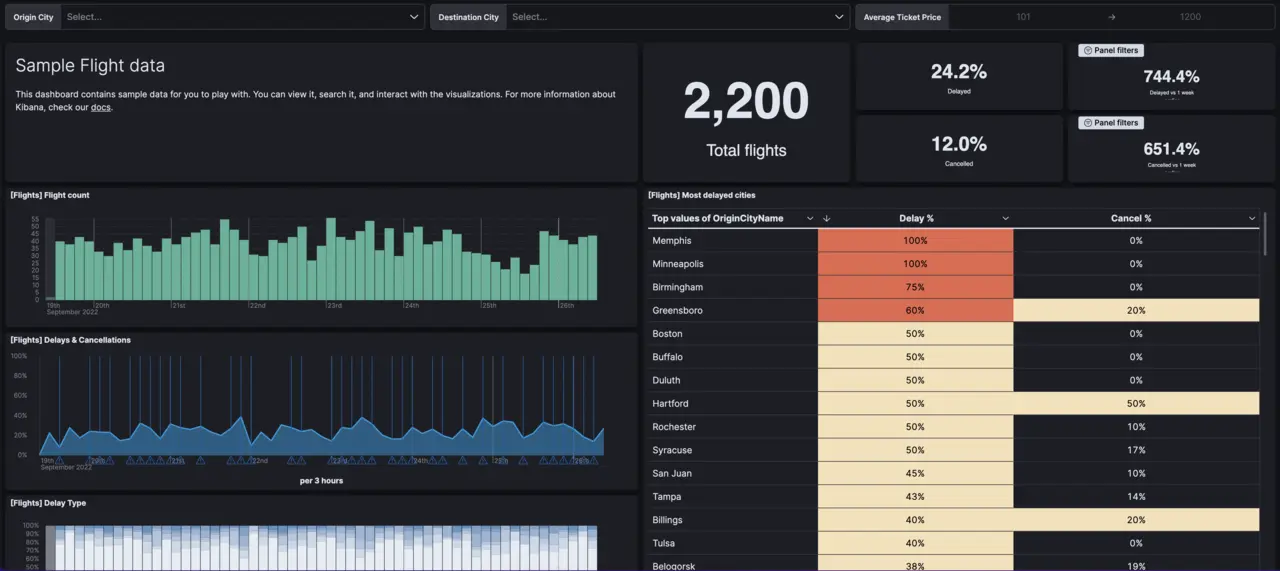 Origin City Select... Destination City Select... Average Ticket Price 101 → 1200
Sample Flight data
This dashboard contains sample data for you to play with. You can view it, search it, and interact with the visualizations. For more information about
Kibana, check our docs.
2,200
Total flights
24.2%
Delayed
Panel filters
744.4%
Delayed vs 1 week
12.0%
Cancelled
Panel filters
651.4%
Cancelled vs 1 week
[Flights] Flight count
55
50
45
40
35
30
25
20
15
10
5
0
19th 20th 21st 22nd 23rd 24th 25th 26th
September 2022
[Flights] Delays & Cancellations
100%
80%
60%
40%
20%
0%
19th 20th 21st 22nd 23rd 24th 25th 26th
September 2022
per 3 hours
[Flights] Delay Type
100%
90%
80%
70%
60%
50%
[Flights] Most delayed cities
Top values of OriginCityName Delay % Cancel %
Memphis 100% 0%
Minneapolis 100% 0%
Birmingham 75% 0%
Greensboro 60% 20%
Boston 50% 0%
Buffalo 50% 0%
Duluth 50% 0%
Hartford 50% 50%
Rochester 50% 10%
Syracuse 50% 17%
San Juan 45% 10%
Tampa 43% 14%
Billings 40% 20%
Tulsa 40% 0%
Belogorsk 38% 19%